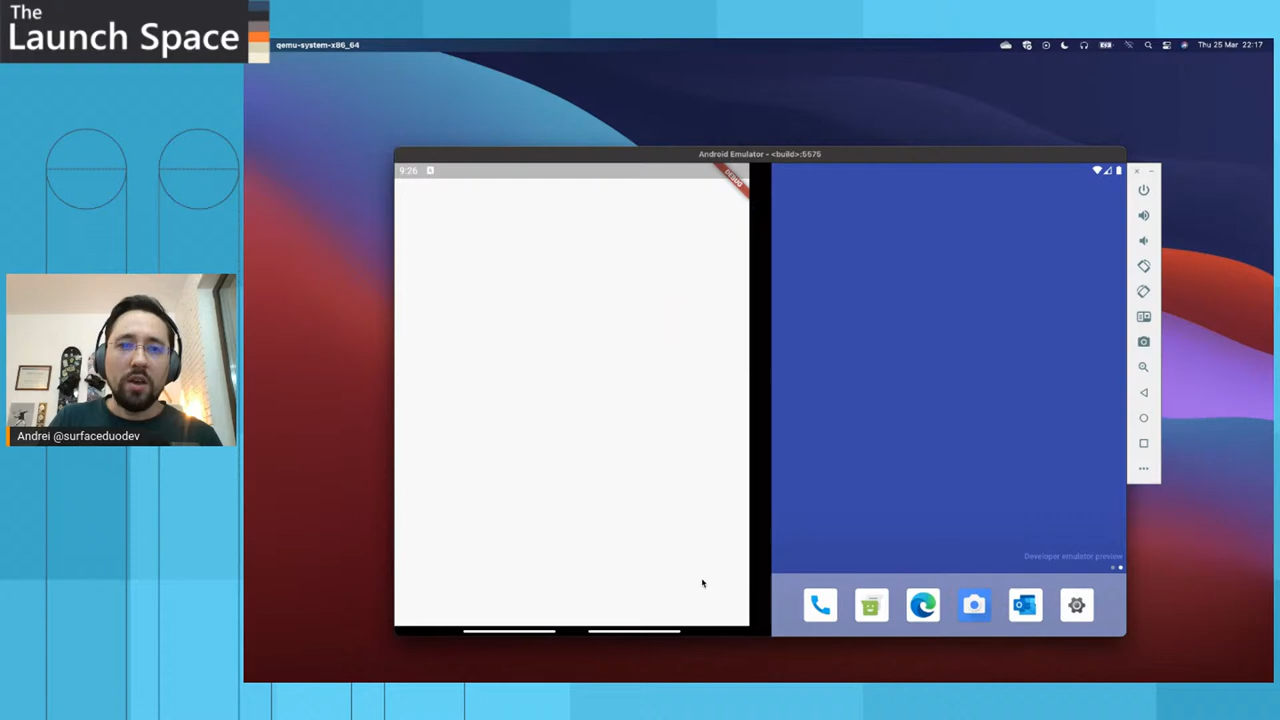 The
Launch Space
qemu-system-x86_64
Thu 25 Mar 22:17
Android Emulator - <build>:5575
9:26
DEBUG
Developer emulator preview
Andrei @surfaceduodev